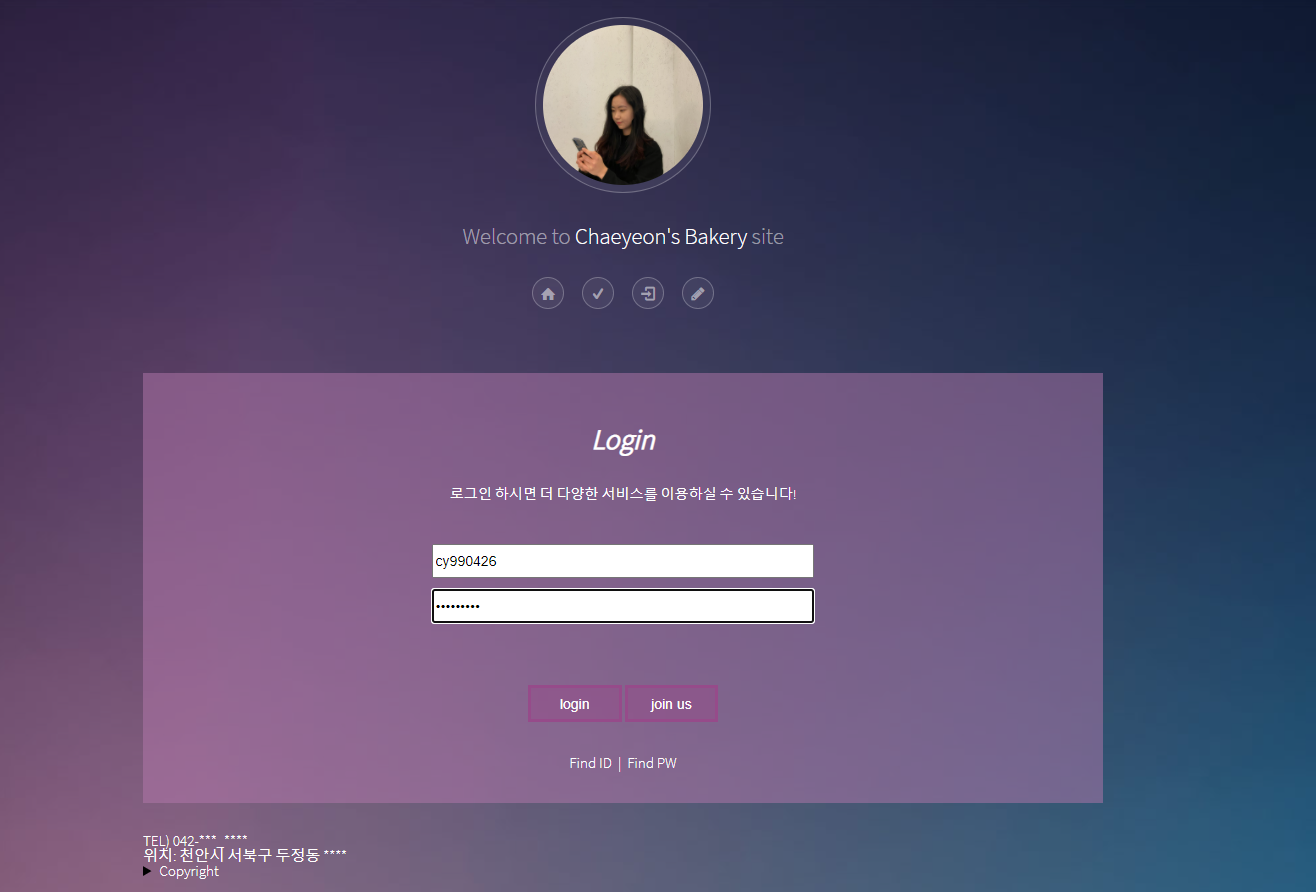 Welcome to Chaeyeon's Bakery site
Login
로그인 하시면 더 다양한 서비스를 이용하실 수 있습니다!
cy990426
•••••••••
login join us
Find ID | Find PW
TEL) 042-***_****
위치: 천안시 서북구 두정동 ****
▶ Copyright